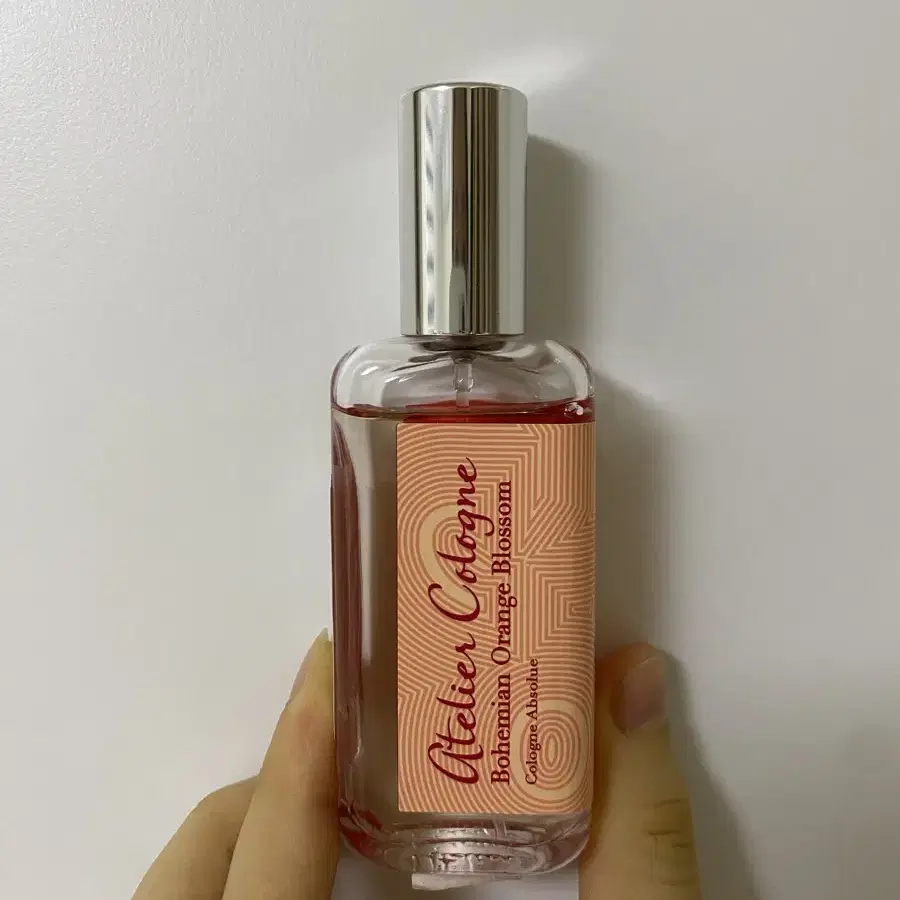 Atelier Cologne
Bohemian Orange Blossom
Cologne Absolue